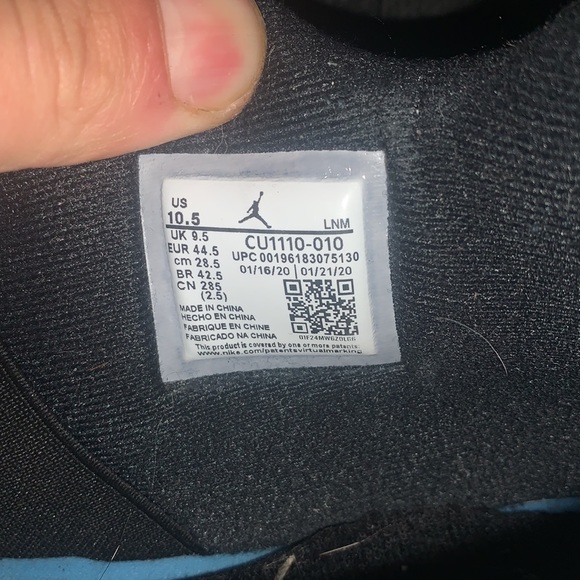 US
10.5
LNM
UK 9.5
CU1110-010
EUR 44.5
UPC 00196183075130
cm 28.5
01/16/20 01/21/20
BR 42.5
CN 285
(2.5)
MADE IN CHINA
HECHO EN CHINA
FABRIQUE EN CHINE
FABRICADO NA CHINA
This product is covered by one or more patents:
www.nike.com/patentsvirtualmarking